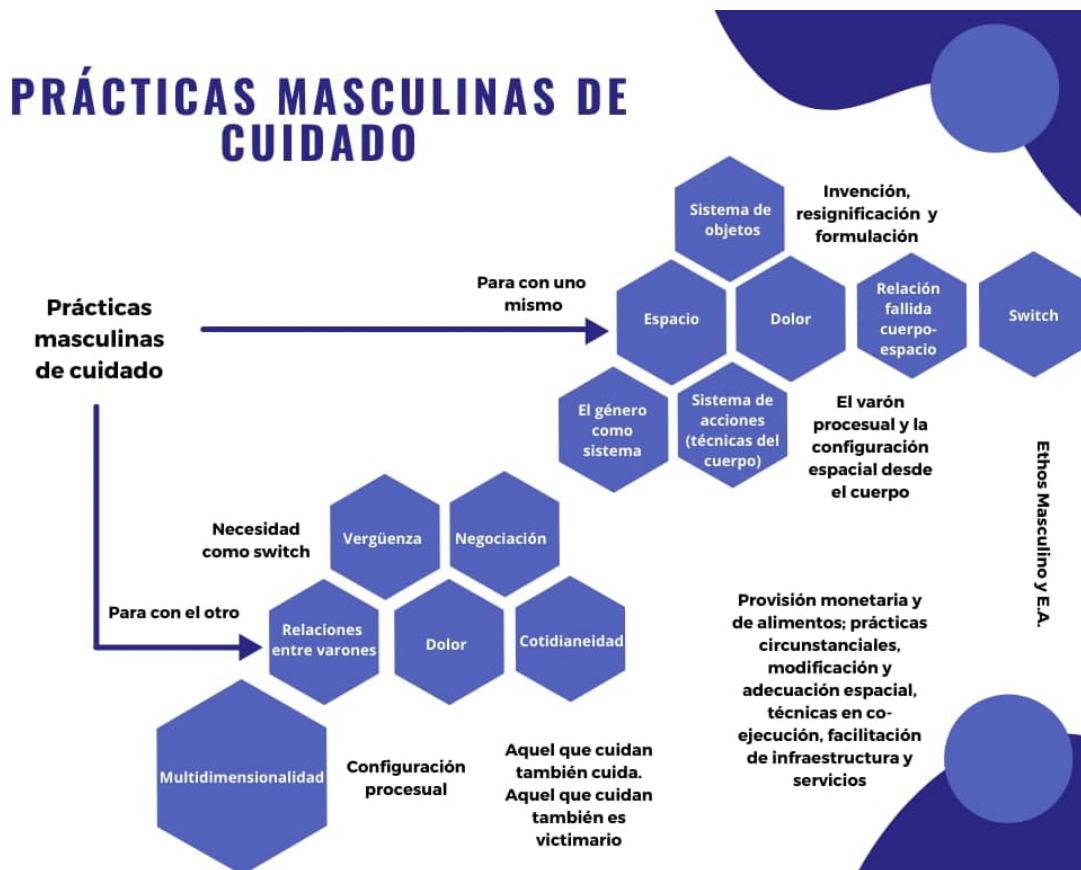 PRÁCTICAS MASCULINAS DE
CUIDADO
Prácticas
masculinas
de cuidado
Para con uno
mismo
Sistema de
objetos
Invención,
resignificación y
formulación
Espacio
Dolor
Relación
fallida
cuerpo-
espacio
Switch
El género
como
sistema
Sistema de
acciones
(técnicas del
cuerpo)
El varón
procesual y la
configuración
espacial desde
el cuerpo
Ethos Masculino y E.A.
Necesidad
como switch
Vergüenza
Negociación
Para con el otro
Relaciones
entre varones
Dolor
Cotidianeidad
Multidimensionalidad
Configuración
procesual
Aquel que cuidan
también cuida.
Aquel que cuidan
también es
victimario
Provisión monetaria y
de alimentos; prácticas
circunstanciales,
modificación y
adecuación espacial,
técnicas en co-
ejecución, facilitación
de infraestructura y
servicios